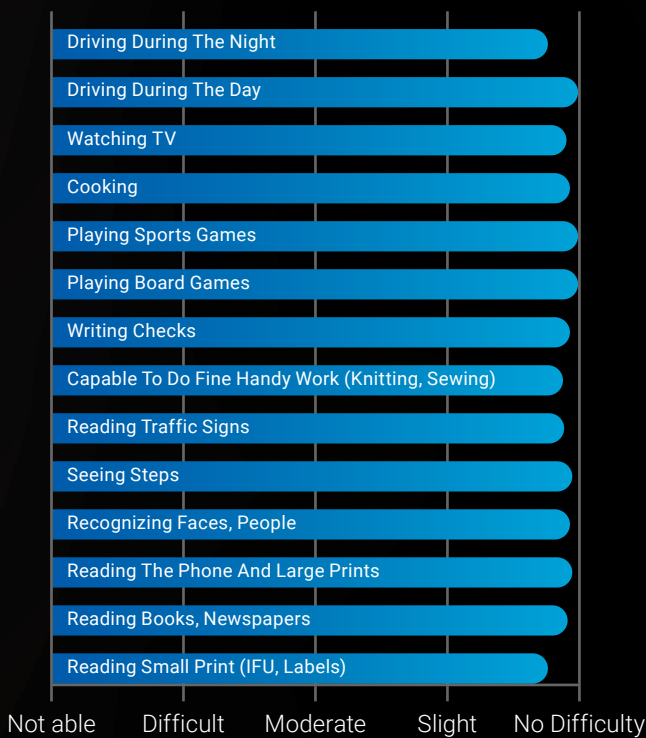 Driving During The Night
Driving During The Day
Watching TV
Cooking
Playing Sports Games
Playing Board Games
Writing Checks
Capable To Do Fine Handy Work (Knitting, Sewing)
Reading Traffic Signs
Seeing Steps
Recognizing Faces, People
Reading The Phone And Large Prints
Reading Books, Newspapers
Reading Small Print (IFU, Labels)
Not able Difficult Moderate Slight No Difficulty